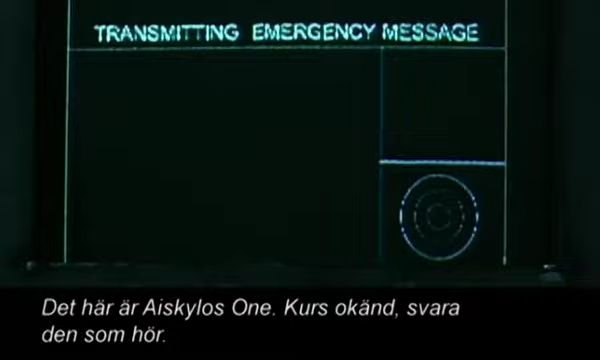 TRANSMITTING EMERGENCY MESSAGE
Det här är Aiskylos One. Kurs okänd, svara
den som hör.